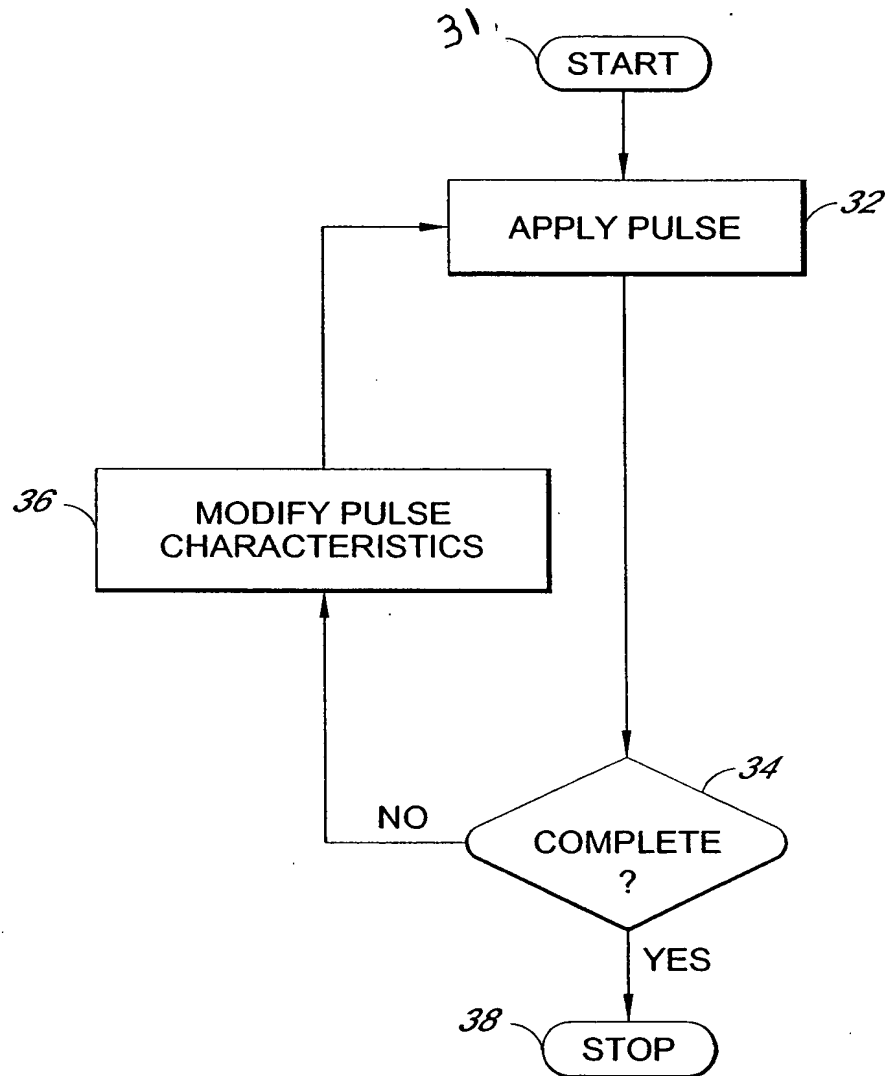 31.
START
APPLY PULSE
32
36
MODIFY PULSE
CHARACTERISTICS
34
NO
COMPLETE
?
YES
38
STOP